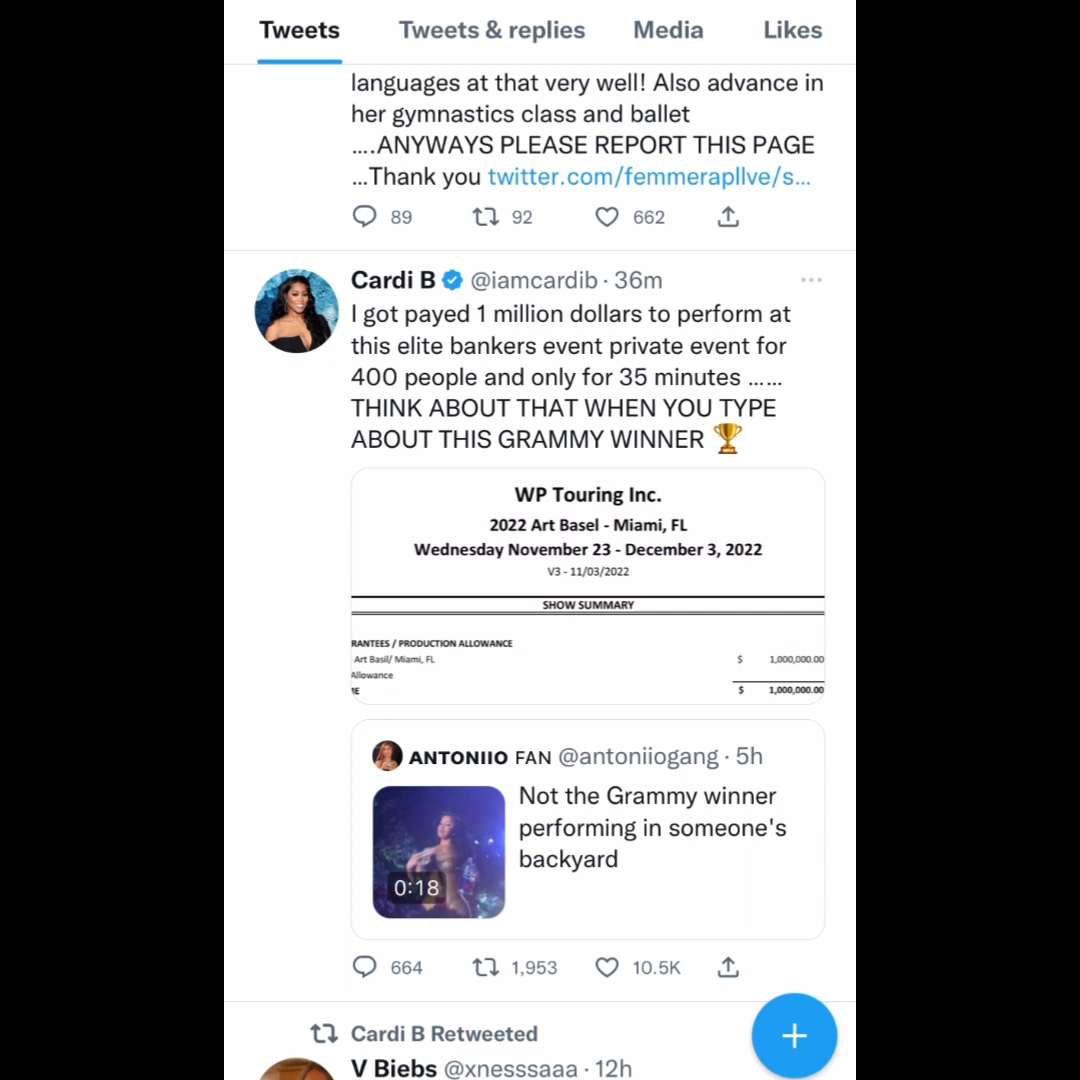 Tweets Tweets & replies Media Likes
languages at that very well! Also advance in
her gymnastics class and ballet
....ANYWAYS PLEASE REPORT THIS PAGE
...Thank you twitter.com/femmerapllve/s...
89 92 662
Cardi B @iamcardib · 36m
I got payed 1 million dollars to perform at
this elite bankers event private event for
400 people and only for 35 minutes ......
THINK ABOUT THAT WHEN YOU TYPE
ABOUT THIS GRAMMY WINNER 🏆
WP Touring Inc.
2022 Art Basel - Miami, FL
Wednesday November 23 - December 3, 2022
V3 - 11/03/2022
SHOW SUMMARY
RANTEES / PRODUCTION ALLOWANCE
Art Basil/ Miami, FL $ 1,000,000.00
Allowance
IE $ 1,000,000.00
ANTONIIO FAN @antoniiogang · 5h
Not the Grammy winner
performing in someone's
backyard
0:18
664 1,953 10.5K
Cardi B Retweeted
V Biebs @xnesssaaa · 12h